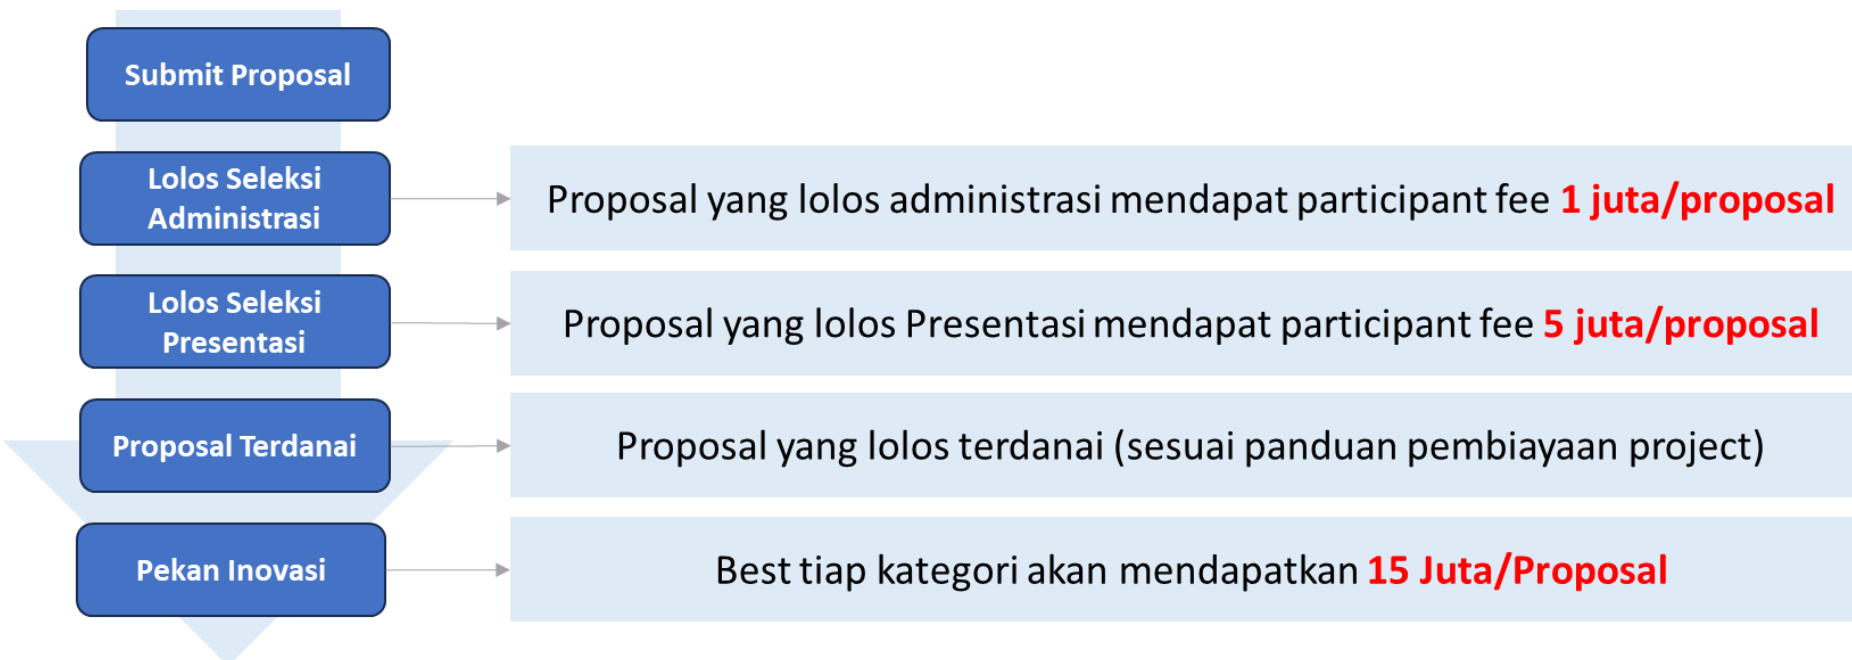 Submit Proposal
Lolos Seleksi
Administrasi
Proposal yang lolos administrasi mendapat participant fee 1 juta/proposal
Lolos Seleksi
Presentasi
Proposal yang lolos Presentasi mendapat participant fee 5 juta/proposal
Proposal Terdanai
Proposal yang lolos terdanai (sesuai panduan pembiayaan project)
Pekan Inovasi
Best tiap kategori akan mendapatkan 15 Juta/Proposal